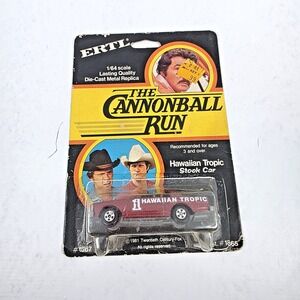 ERTL
1/64 scale
Lasting Quality
Die-Cast Metal Replica
THE
CANNONBALL
RUN
Recommended for ages
3 and over.
Hawaiian Tropic
Stock Car
1 HAWAIIAN TROPIC
©1981 Twentieth Century-Fox
All rights reserved.